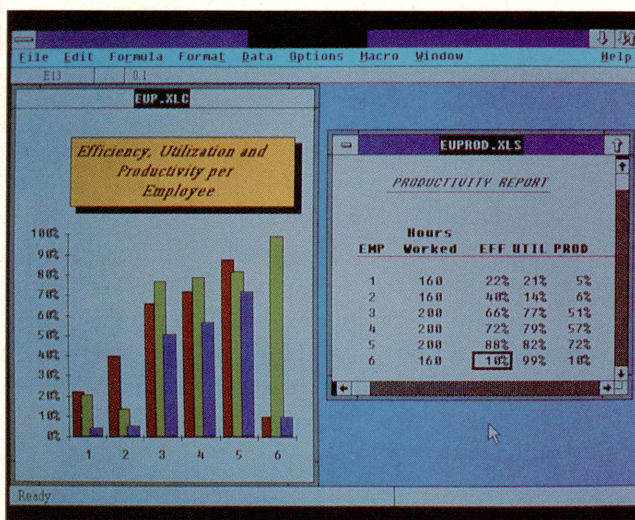 File Edit Formula Format Data Options Macro Window Help
E13 0.1
EUP.XLC
Efficiency, Utilization and
Productivity per
Employee
100%
90%
80%
70%
60%
50%
40%
30%
20%
10%
0%
1 2 3 4 5 6
EUPROD.XLS
PRODUCTIVITY REPORT
Hours
EMP Worked EFF UTIL PROD
1 160 22% 21% 5%
2 160 40% 14% 6%
3 200 66% 77% 51%
4 200 72% 79% 57%
5 200 88% 82% 72%
6 160 10% 99% 10%
Ready